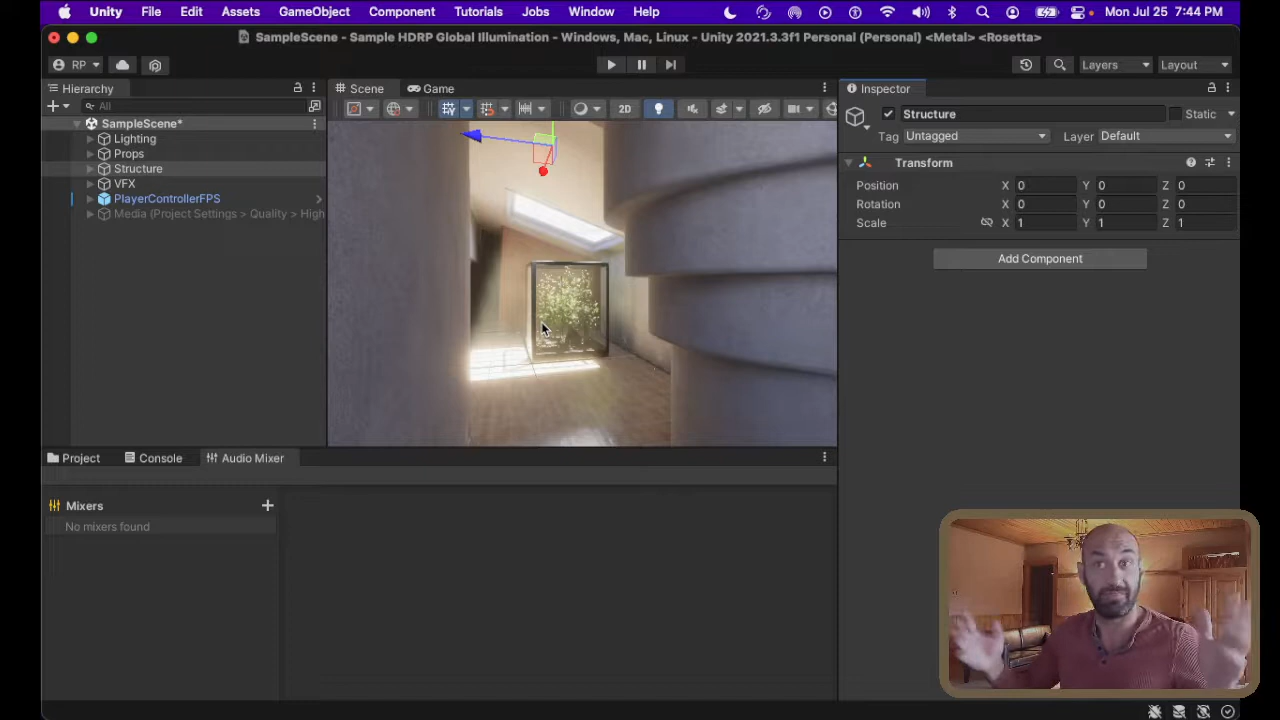 Unity File Edit Assets GameObject Component Tutorials Jobs Window Help Mon Jul 25 7:44 PM
SampleScene - Sample HDRP Global Illumination - Windows, Mac, Linux - Unity 2021.3.3f1 Personal (Personal) <Metal> <Rosetta>
RP Layers Layout
Hierarchy
All
SampleScene*
Lighting
Props
Structure
VFX
PlayerControllerFPS
Media (Project Settings > Quality > High
Scene Game
2D
Inspector
Structure Static
Tag Untagged Layer Default
Transform
Position X 0 Y 0 Z 0
Rotation X 0 Y 0 Z 0
Scale X 1 Y 1 Z 1
Add Component
Project Console Audio Mixer
Mixers
No mixers found